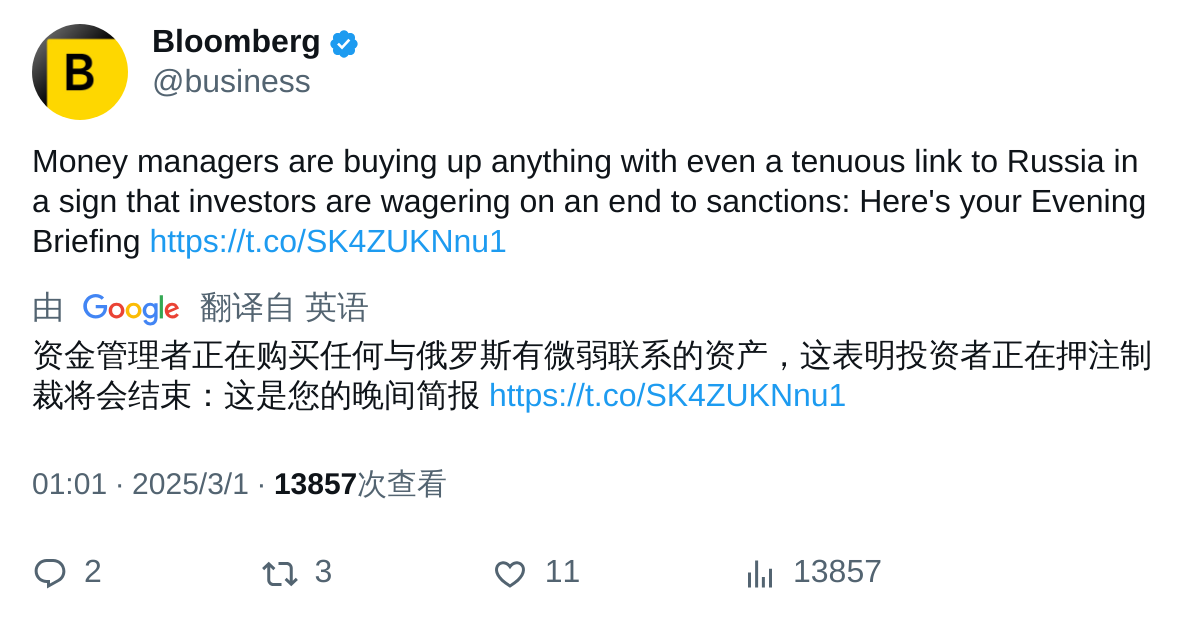 B
Bloomberg
@business
Money managers are buying up anything with even a tenuous link to Russia in
a sign that investors are wagering on an end to sanctions: Here's your Evening
Briefing https://t.co/SK4ZUKNnu1
由 Google 翻译自 英语
资金管理者正在购买任何与俄罗斯有微弱联系的资产，这表明投资者正在押注制
裁将会结束：这是您的晚间简报 https://t.co/SK4ZUKNnu1
01:01 · 2025/3/1 · 13857次查看
2 3 11 13857